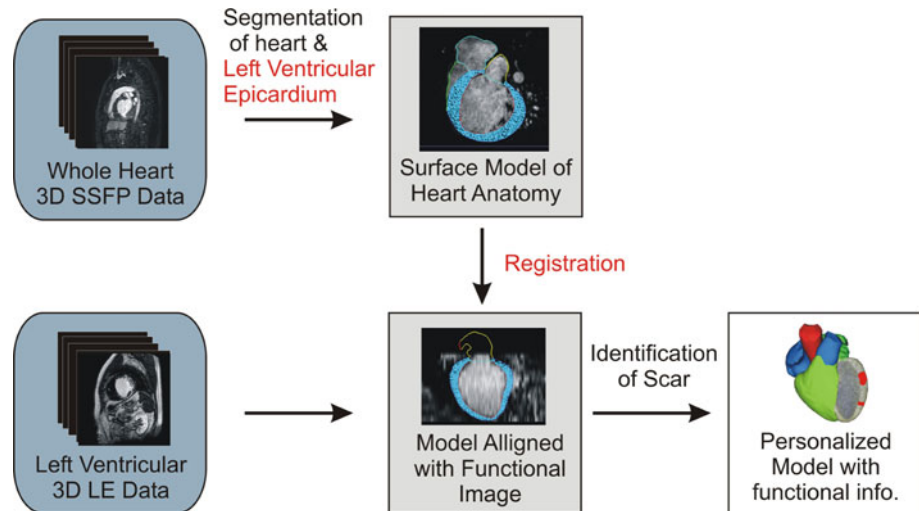 Segmentation
of heart &
Left Ventricular
Epicardium
Whole Heart
3D SSFP Data
Surface Model of
Heart Anatomy
Registration
Left Ventricular
3D LE Data
Model Alligned
with Functional
Image
Identification
of Scar
Personalized
Model with
functional info.